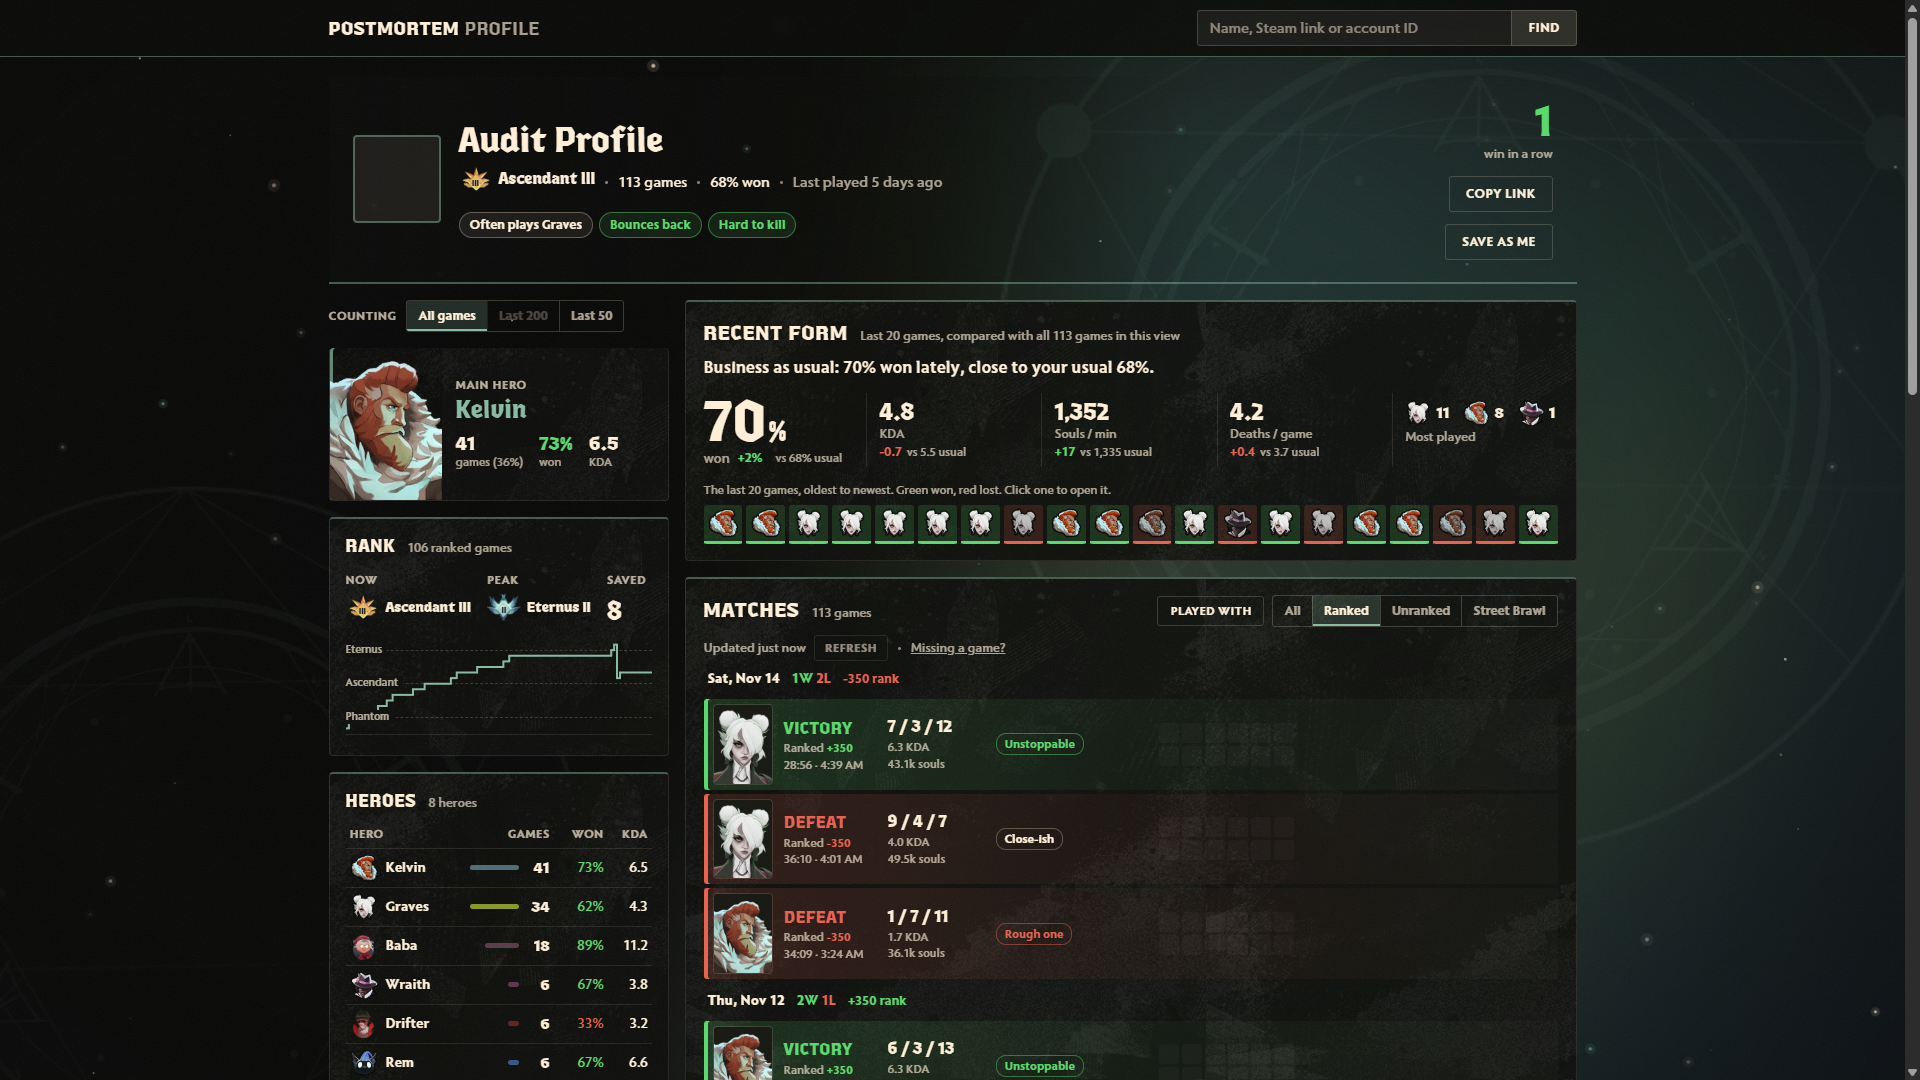 POSTMORTEM PROFILE
Name, Steam link or account ID FIND
1
win in a row
Audit Profile
Ascendant III · 113 games · 68% won · Last played 5 days ago
Often plays Graves Bounces back Hard to kill
COPY LINK
SAVE AS ME
COUNTING All games Last 200 Last 50
MAIN HERO
Kelvin
41 73% 6.5
games (36%) won KDA
RANK 106 ranked games
NOW PEAK SAVED
Ascendant III Eternus II 8
Eternus
Ascendant
Phantom
HEROES 8 heroes
HERO GAMES WON KDA
Kelvin 41 73% 6.5
Graves 34 62% 4.3
Baba 18 89% 11.2
Wraith 6 67% 3.8
Drifter 6 33% 3.2
Rem 6 67% 6.6
RECENT FORM Last 20 games, compared with all 113 games in this view
Business as usual: 70% won lately, close to your usual 68%.
70%
won +2% vs 68% usual
4.8
KDA
-0.7 vs 5.5 usual
1,352
Souls / min
+17 vs 1,335 usual
4.2
Deaths / game
+0.4 vs 3.7 usual
11 8 1
Most played
The last 20 games, oldest to newest. Green won, red lost. Click one to open it.
MATCHES 113 games
PLAYED WITH All Ranked Unranked Street Brawl
Updated just now REFRESH · Missing a game?
Sat, Nov 14 1W 2L -350 rank
VICTORY 7 / 3 / 12
Ranked +350 6.3 KDA
28:56 · 4:39 AM 43.1k souls
Unstoppable
DEFEAT 9 / 4 / 7
Ranked -350 4.0 KDA
36:10 · 4:01 AM 49.5k souls
Close-ish
DEFEAT 1 / 7 / 11
Ranked -350 1.7 KDA
34:09 · 3:24 AM 36.1k souls
Rough one
Thu, Nov 12 2W 1L +350 rank
VICTORY 6 / 3 / 13
Ranked +350 6.3 KDA
Unstoppable